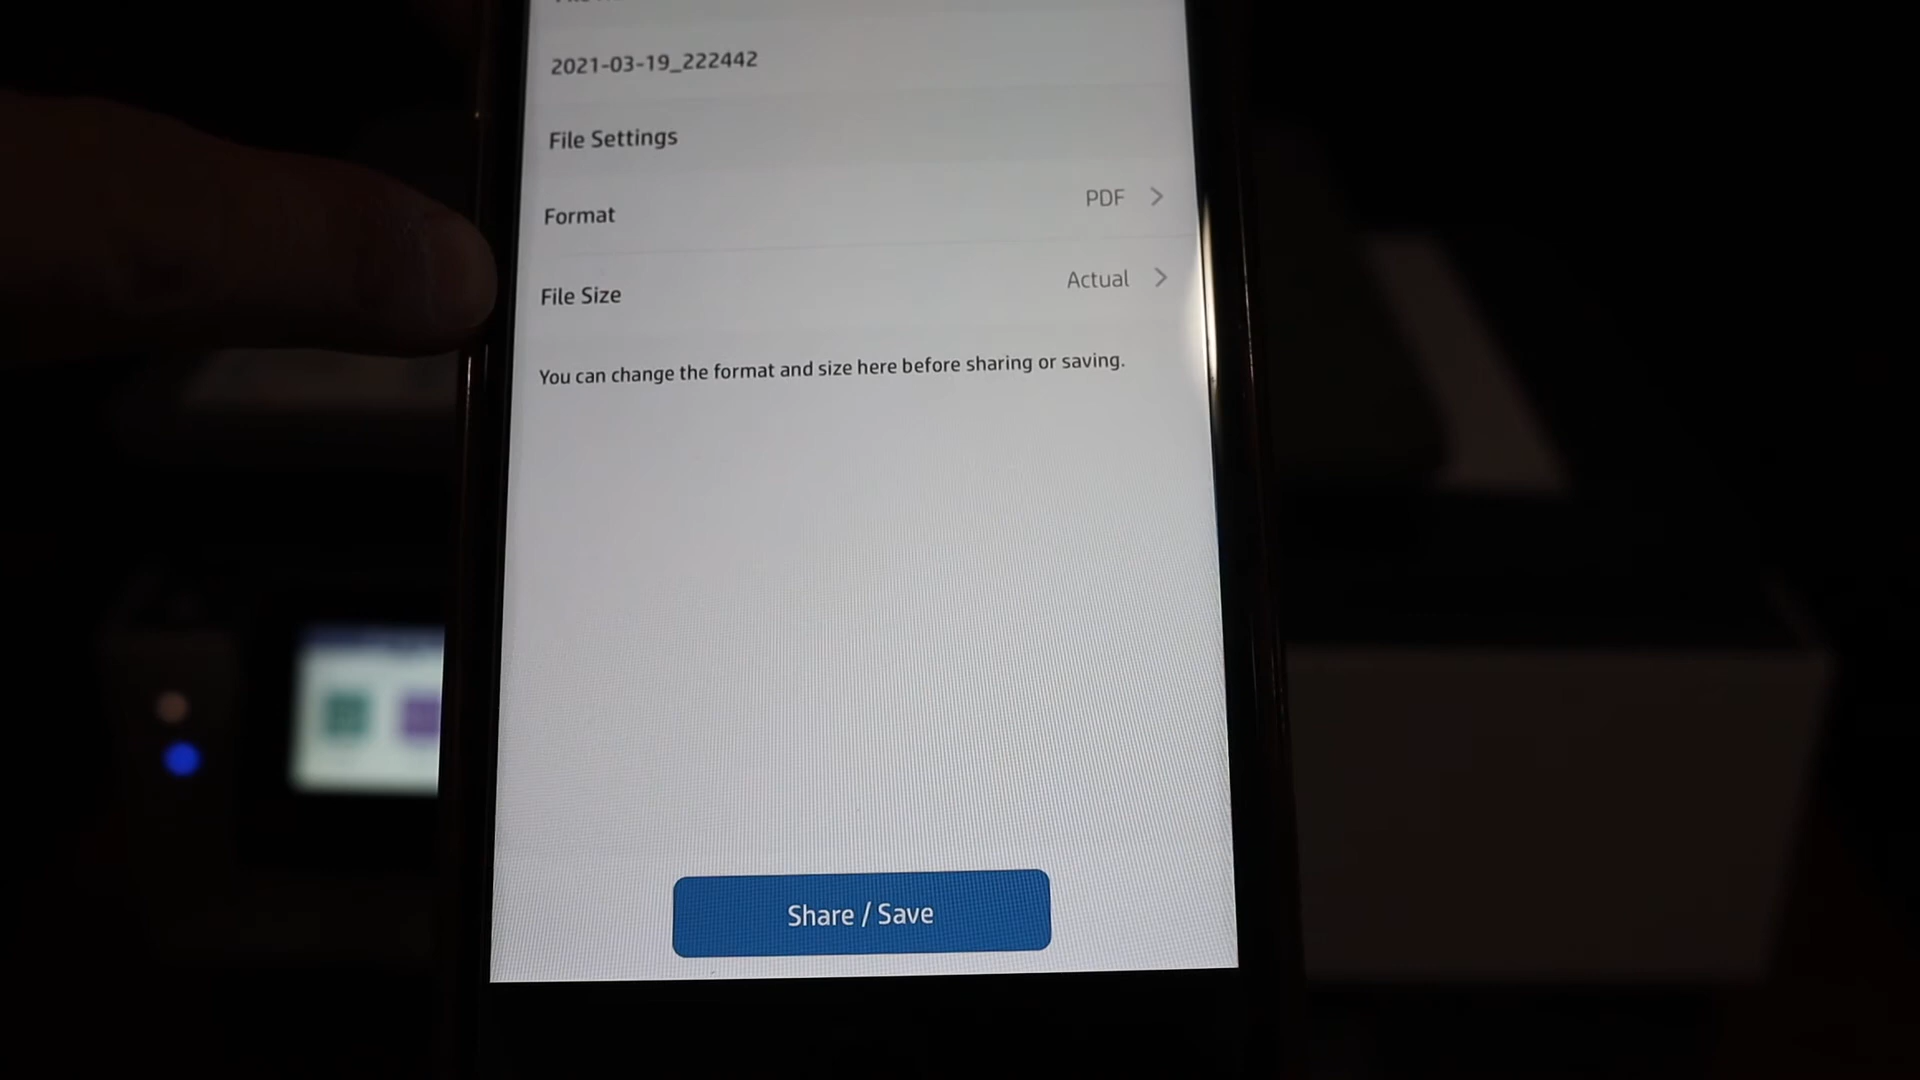 2021-03-19_222442
File Settings
Format PDF
File Size Actual
You can change the format and size here before sharing or saving.
Share / Save